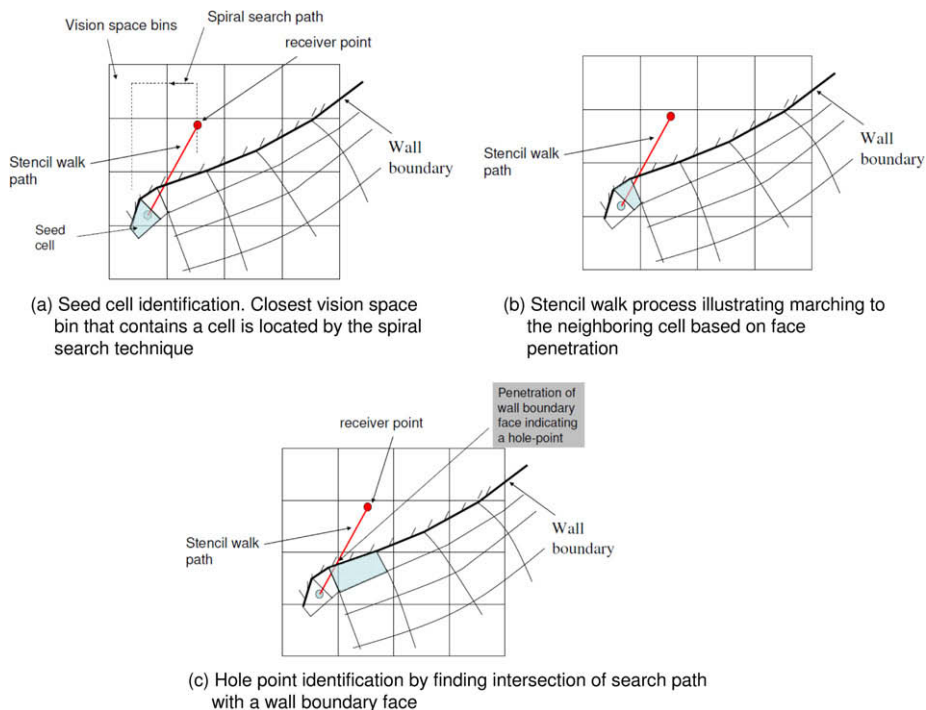 Spiral search path
Vision space bins
receiver point
Stencil walk
path
Wall
boundary
Seed
cell
(a) Seed cell identification. Closest vision space
bin that contains a cell is located by the spiral
search technique
Stencil walk
path
Wall
boundary
(b) Stencil walk process illustrating marching to
the neighboring cell based on face
penetration
Penetration of
wall boundary
face indicating
a hole-point
receiver point
Stencil walk
path
Wall
boundary
(c) Hole point identification by finding intersection of search path
with a wall boundary face